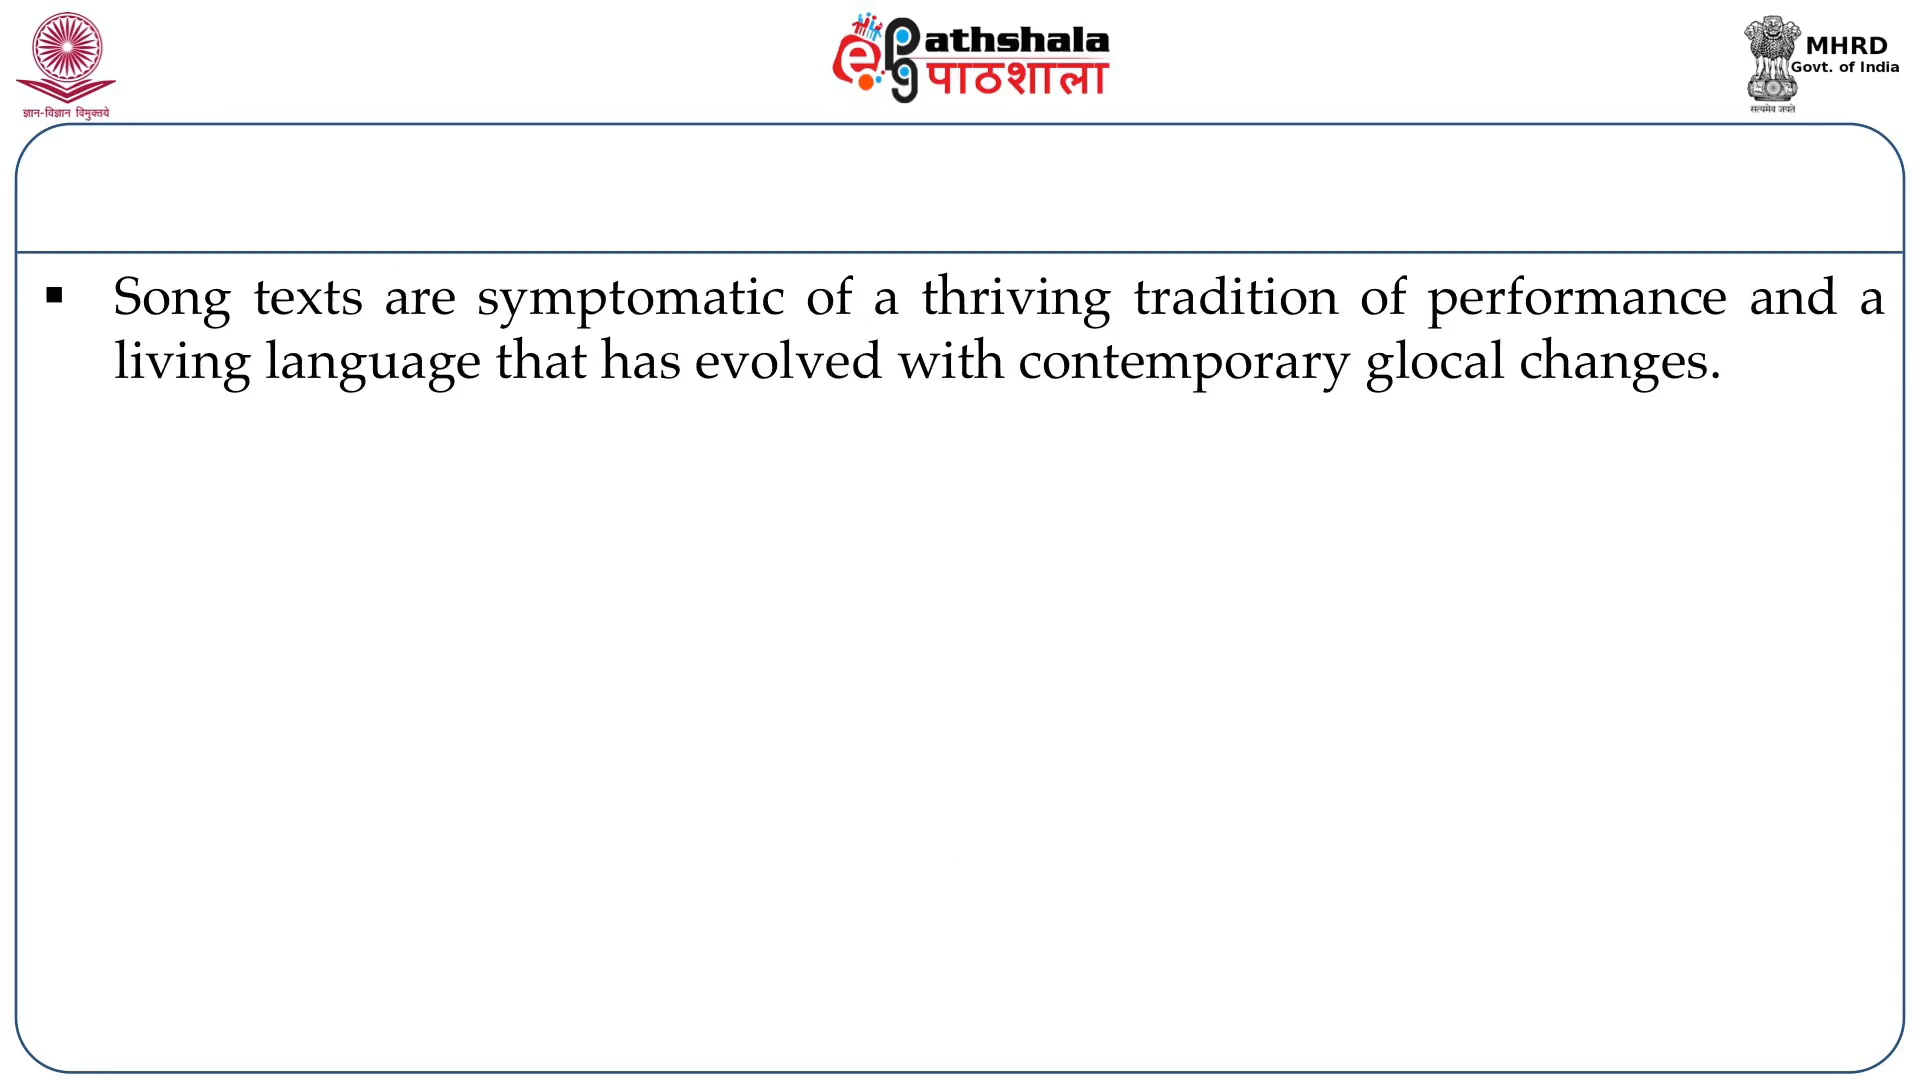 ज्ञान-विज्ञान विमुक्तये
ePathshala
पाठशाला
MHRD
Govt. of India
सत्यमेव जयते
▪ Song texts are symptomatic of a thriving tradition of performance and a
living language that has evolved with contemporary glocal changes.